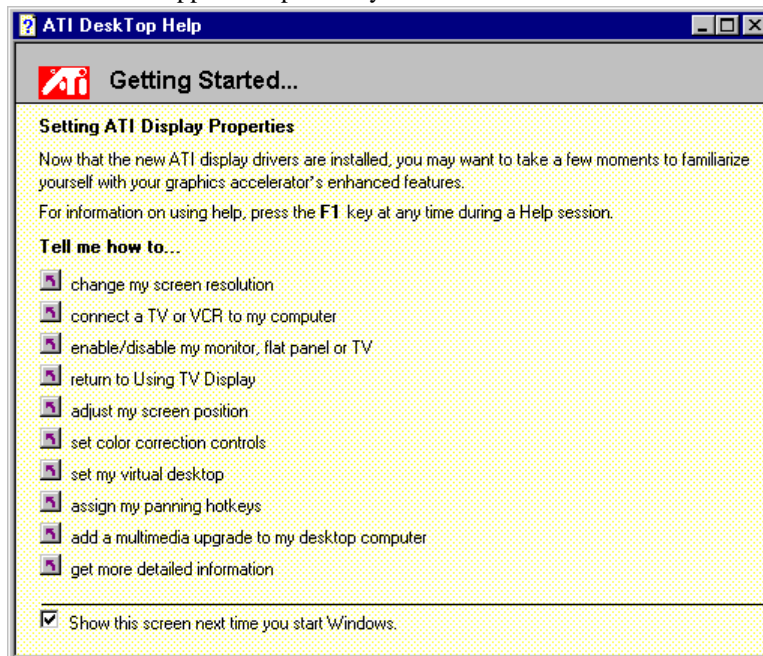 ATI DeskTop Help
ATi Getting Started...
Setting ATI Display Properties
Now that the new ATI display drivers are installed, you may want to take a few moments to familiarize
yourself with your graphics accelerator's enhanced features.
For information on using help, press the F1 key at any time during a Help session.
Tell me how to...
change my screen resolution
connect a TV or VCR to my computer
enable/disable my monitor, flat panel or TV
return to Using TV Display
adjust my screen position
set color correction controls
set my virtual desktop
assign my panning hotkeys
add a multimedia upgrade to my desktop computer
get more detailed information
Show this screen next time you start Windows.